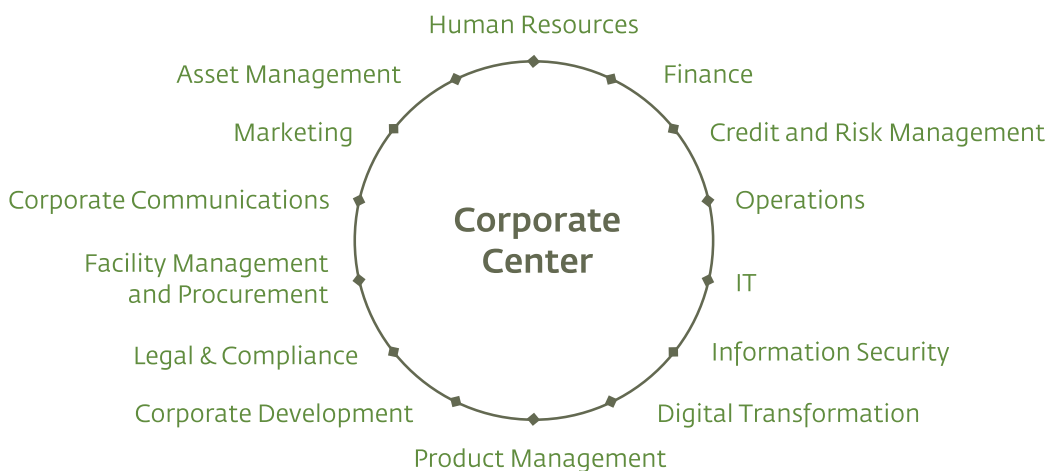 Human Resources
Asset Management
Finance
Marketing
Credit and Risk Management
Corporate Communications
Operations
Corporate
Center
Facility Management
and Procurement
IT
Legal & Compliance
Information Security
Corporate Development
Digital Transformation
Product Management